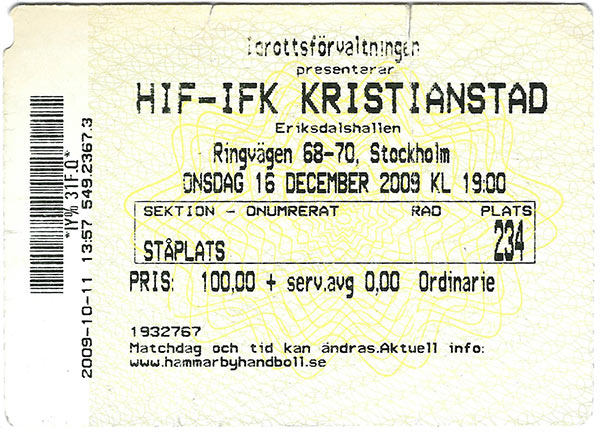 Idrottsförvaltningen
presenterar
HIF-IFK KRISTIANSTAD
Eriksdalshallen
Ringvägen 68-70, Stockholm
ONSDAG 16 DECEMBER 2009 KL 19:00
SEKTION - ONUMRERAT RAD PLATS
STÅPLATS 234
PRIS: 100,00 + serv.avg 0,00 Ordinarie
1932767
Matchdag och tid kan ändras.Aktuell info:
www.hammarbyhandboll.se
*IY% 31F.Q*
2009-10-11 13:57 549.2367.3